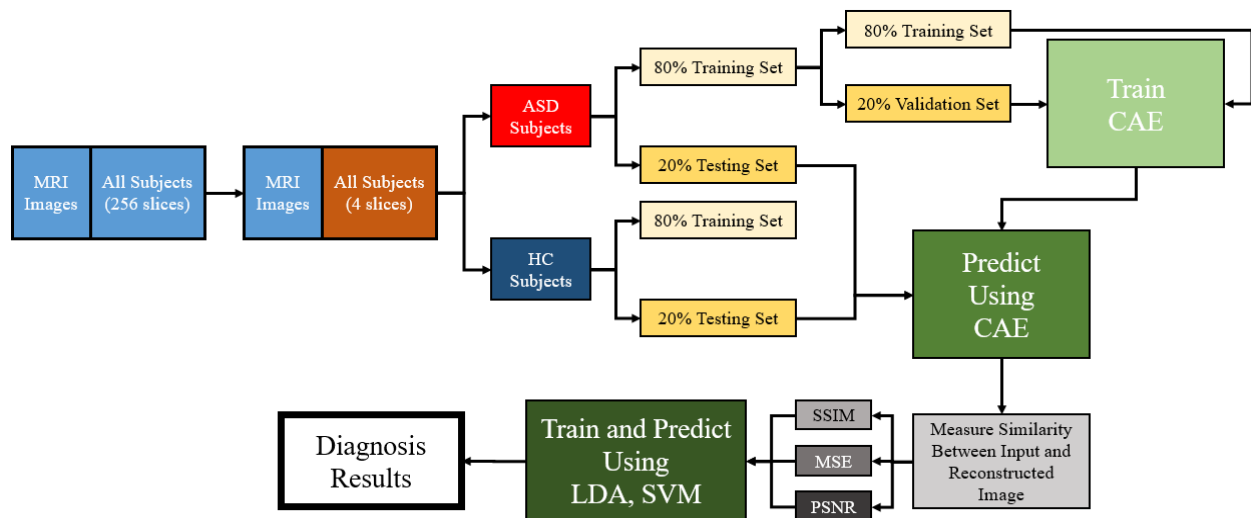 MRI
Images
All Subjects
(256 slices)
MRI
Images
All Subjects
(4 slices)
ASD
Subjects
HC
Subjects
80% Training Set
20% Testing Set
80% Training Set
20% Testing Set
80% Training Set
20% Validation Set
Train
CAE
Predict
Using
CAE
Measure Similarity
Between Input and
Reconstructed
Image
SSIM
MSE
PSNR
Train and Predict
Using
LDA, SVM
Diagnosis
Results